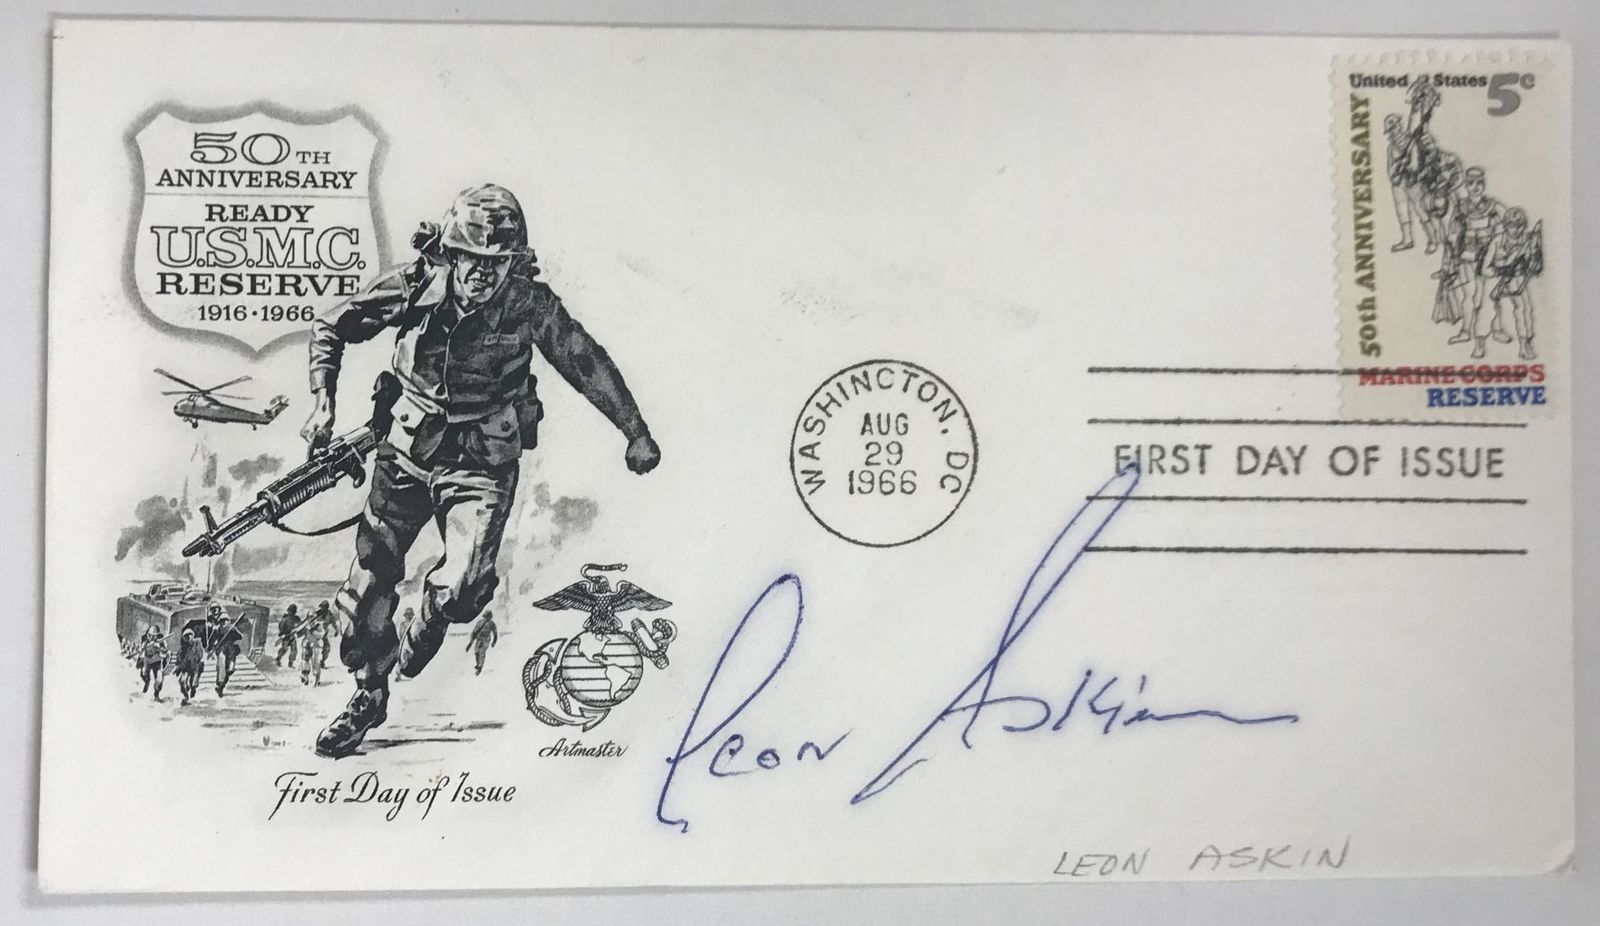 50TH
ANNIVERSARY
READY
U.S.M.C.
RESERVE
1916 · 1966
Artmaster
First Day of Issue
WASHINGTON, DC
AUG
29
1966
United States 5c
50th ANNIVERSARY
MARINE CORPS
RESERVE
FIRST DAY OF ISSUE
Leon Askin
LEON ASKIN